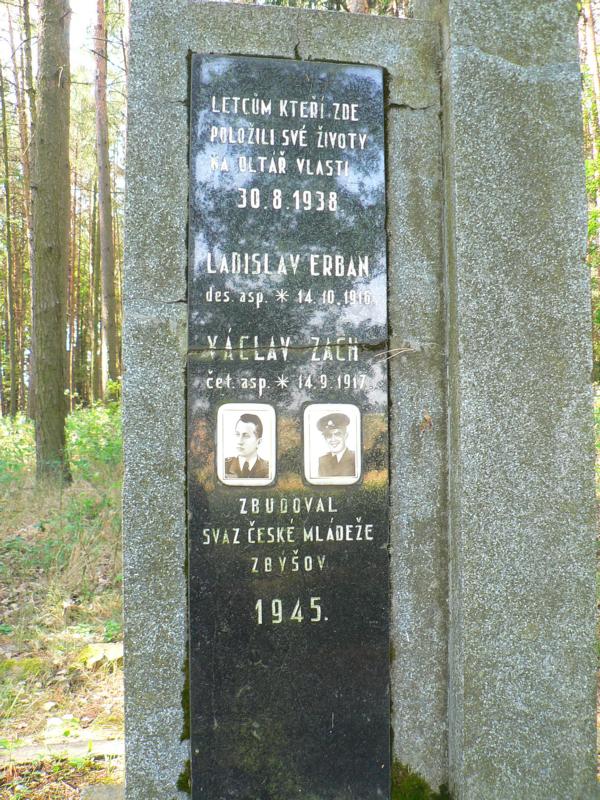 LETCŮM KTEŘÍ ZDE
POLOŽILI SVÉ ŽIVOTY
NA OLTÁŘ VLASTI
30.8.1938
LADISLAV ERBAN
des. asp. * 14.10.1916.
VÁCLAV ZACH
čet. asp. * 14.9.1917.
ZBUDOVAL
SVAZ ČESKÉ MLÁDEŽE
ZBÝŠOV
1945.